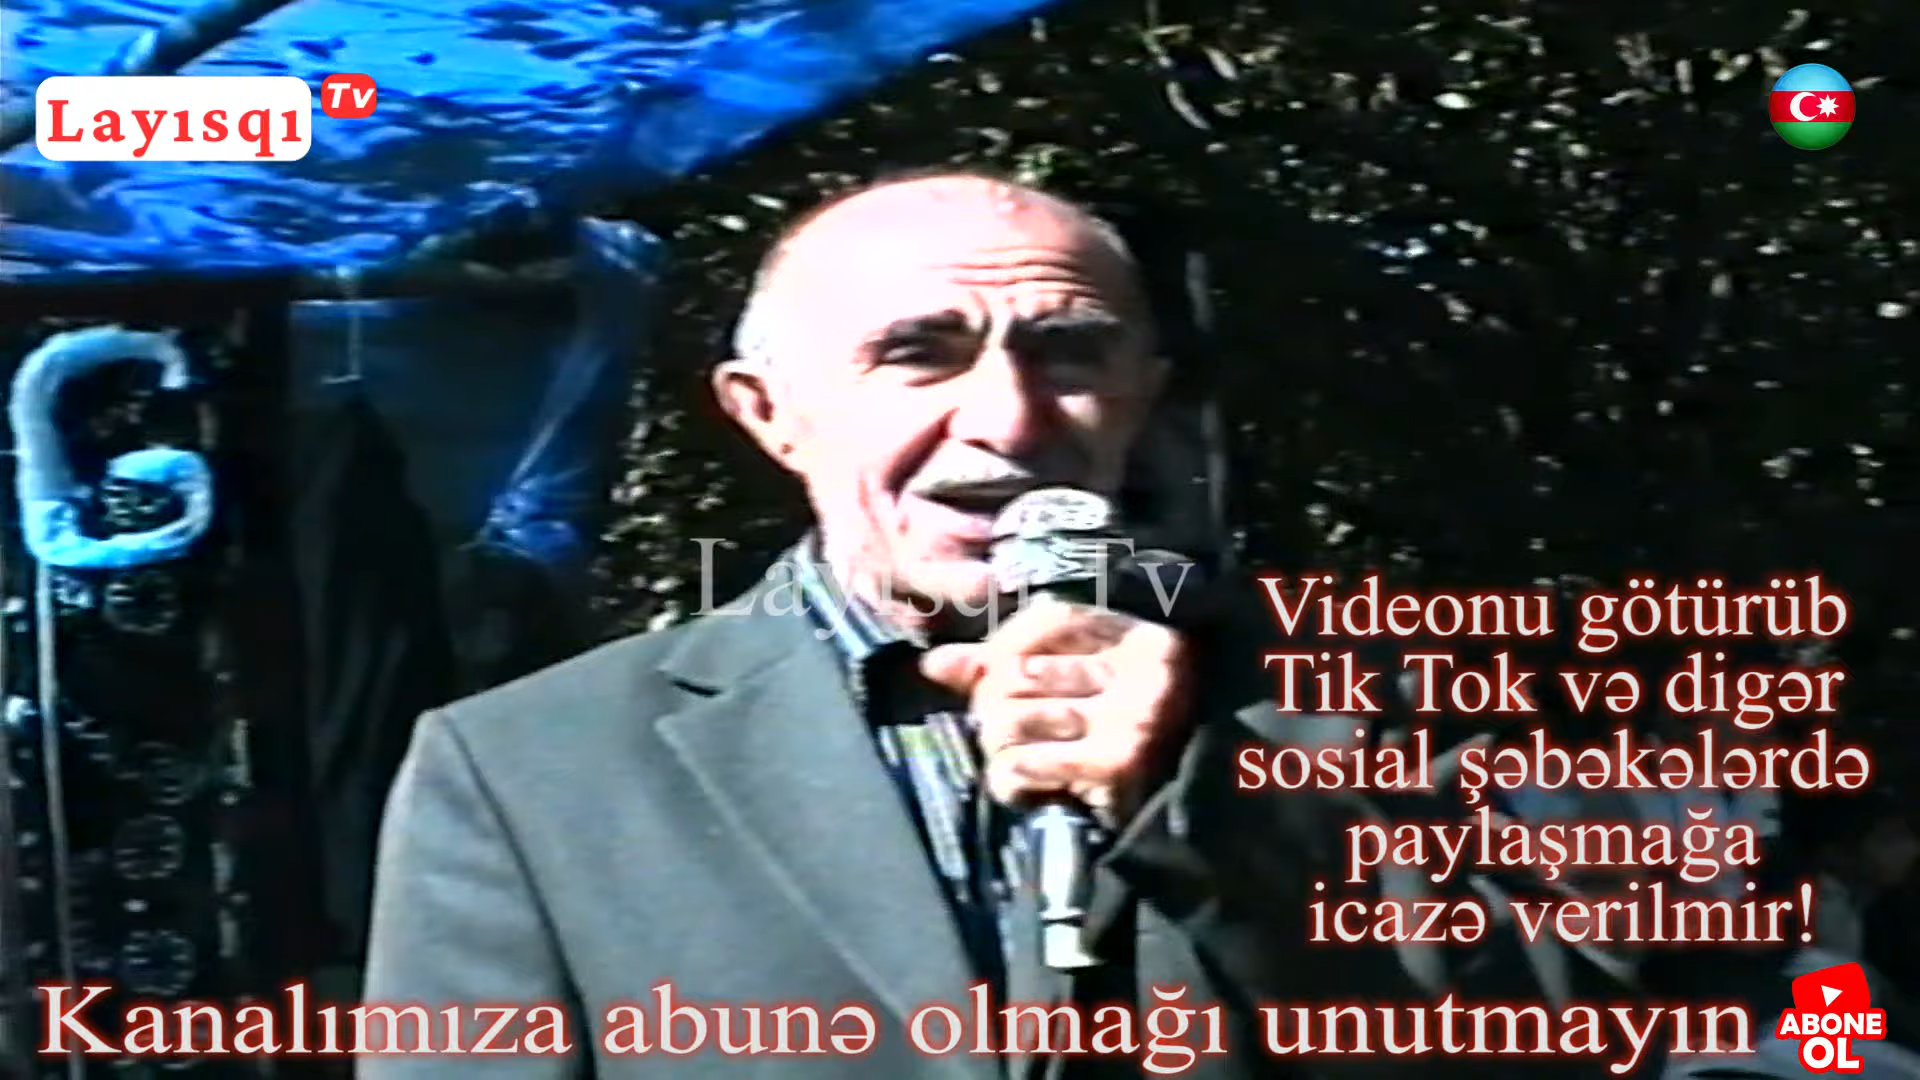 Layısqı Tv
Layısqı Tv
Videonu götürüb
Tik Tok və digər
sosial şəbəkələrdə
paylaşmağa
icazə verilmir!
Kanalımıza abunə olmağı unutmayın
ABONE
OL